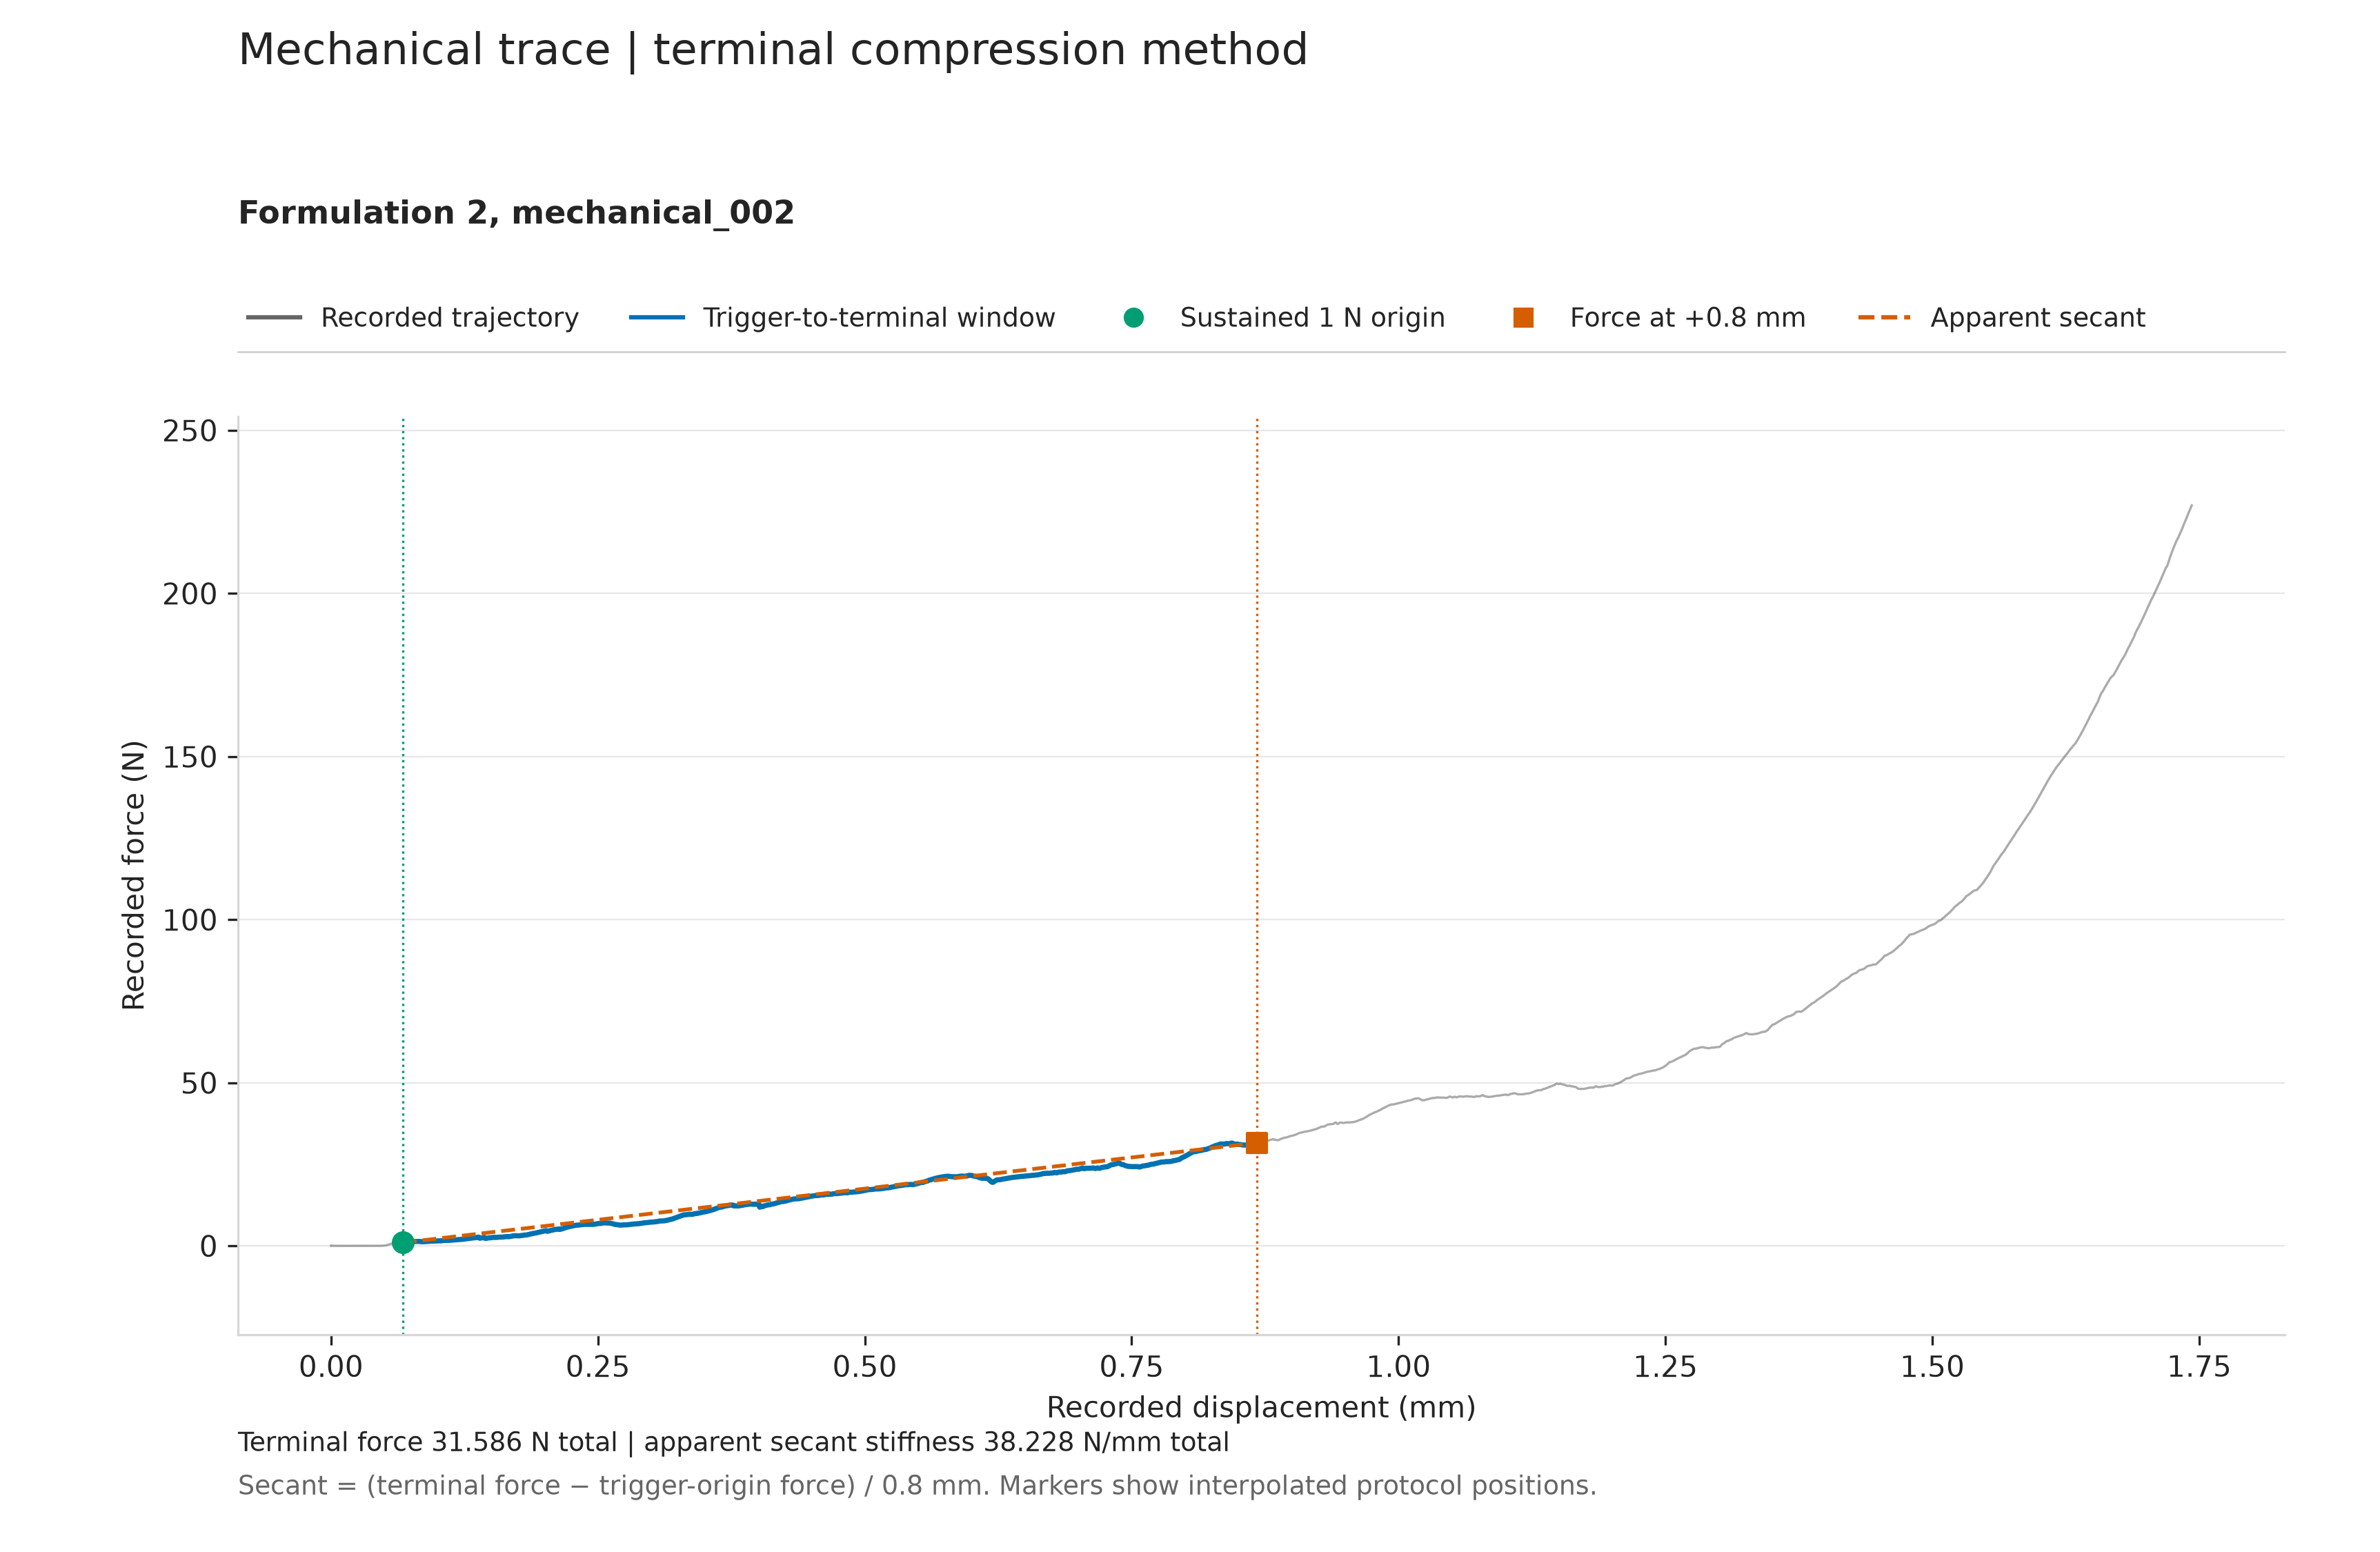 Mechanical trace | terminal compression method
Formulation 2, mechanical_002
Recorded trajectory
Trigger-to-terminal window
Sustained 1 N origin
Force at +0.8 mm
Apparent secant
250
200
150
100
50
0
Recorded force (N)
0.00
0.25
0.50
0.75
1.00
1.25
1.50
1.75
Recorded displacement (mm)
Terminal force 31.586 N total | apparent secant stiffness 38.228 N/mm total
Secant = (terminal force − trigger-origin force) / 0.8 mm. Markers show interpolated protocol positions.